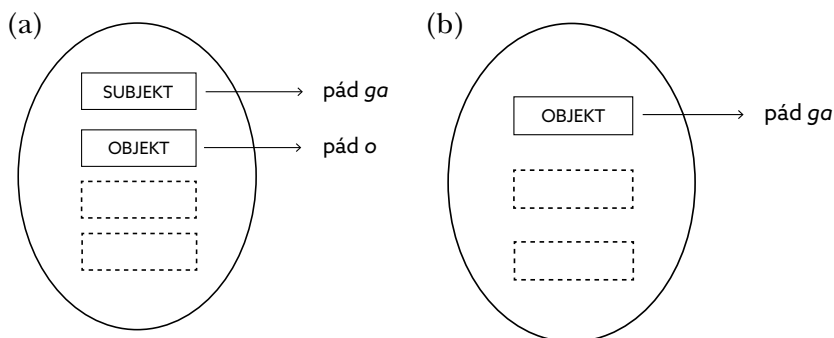 (a)
SUBJEKT
pád ga
OBJEKT
pád o
(b)
OBJEKT
pád ga